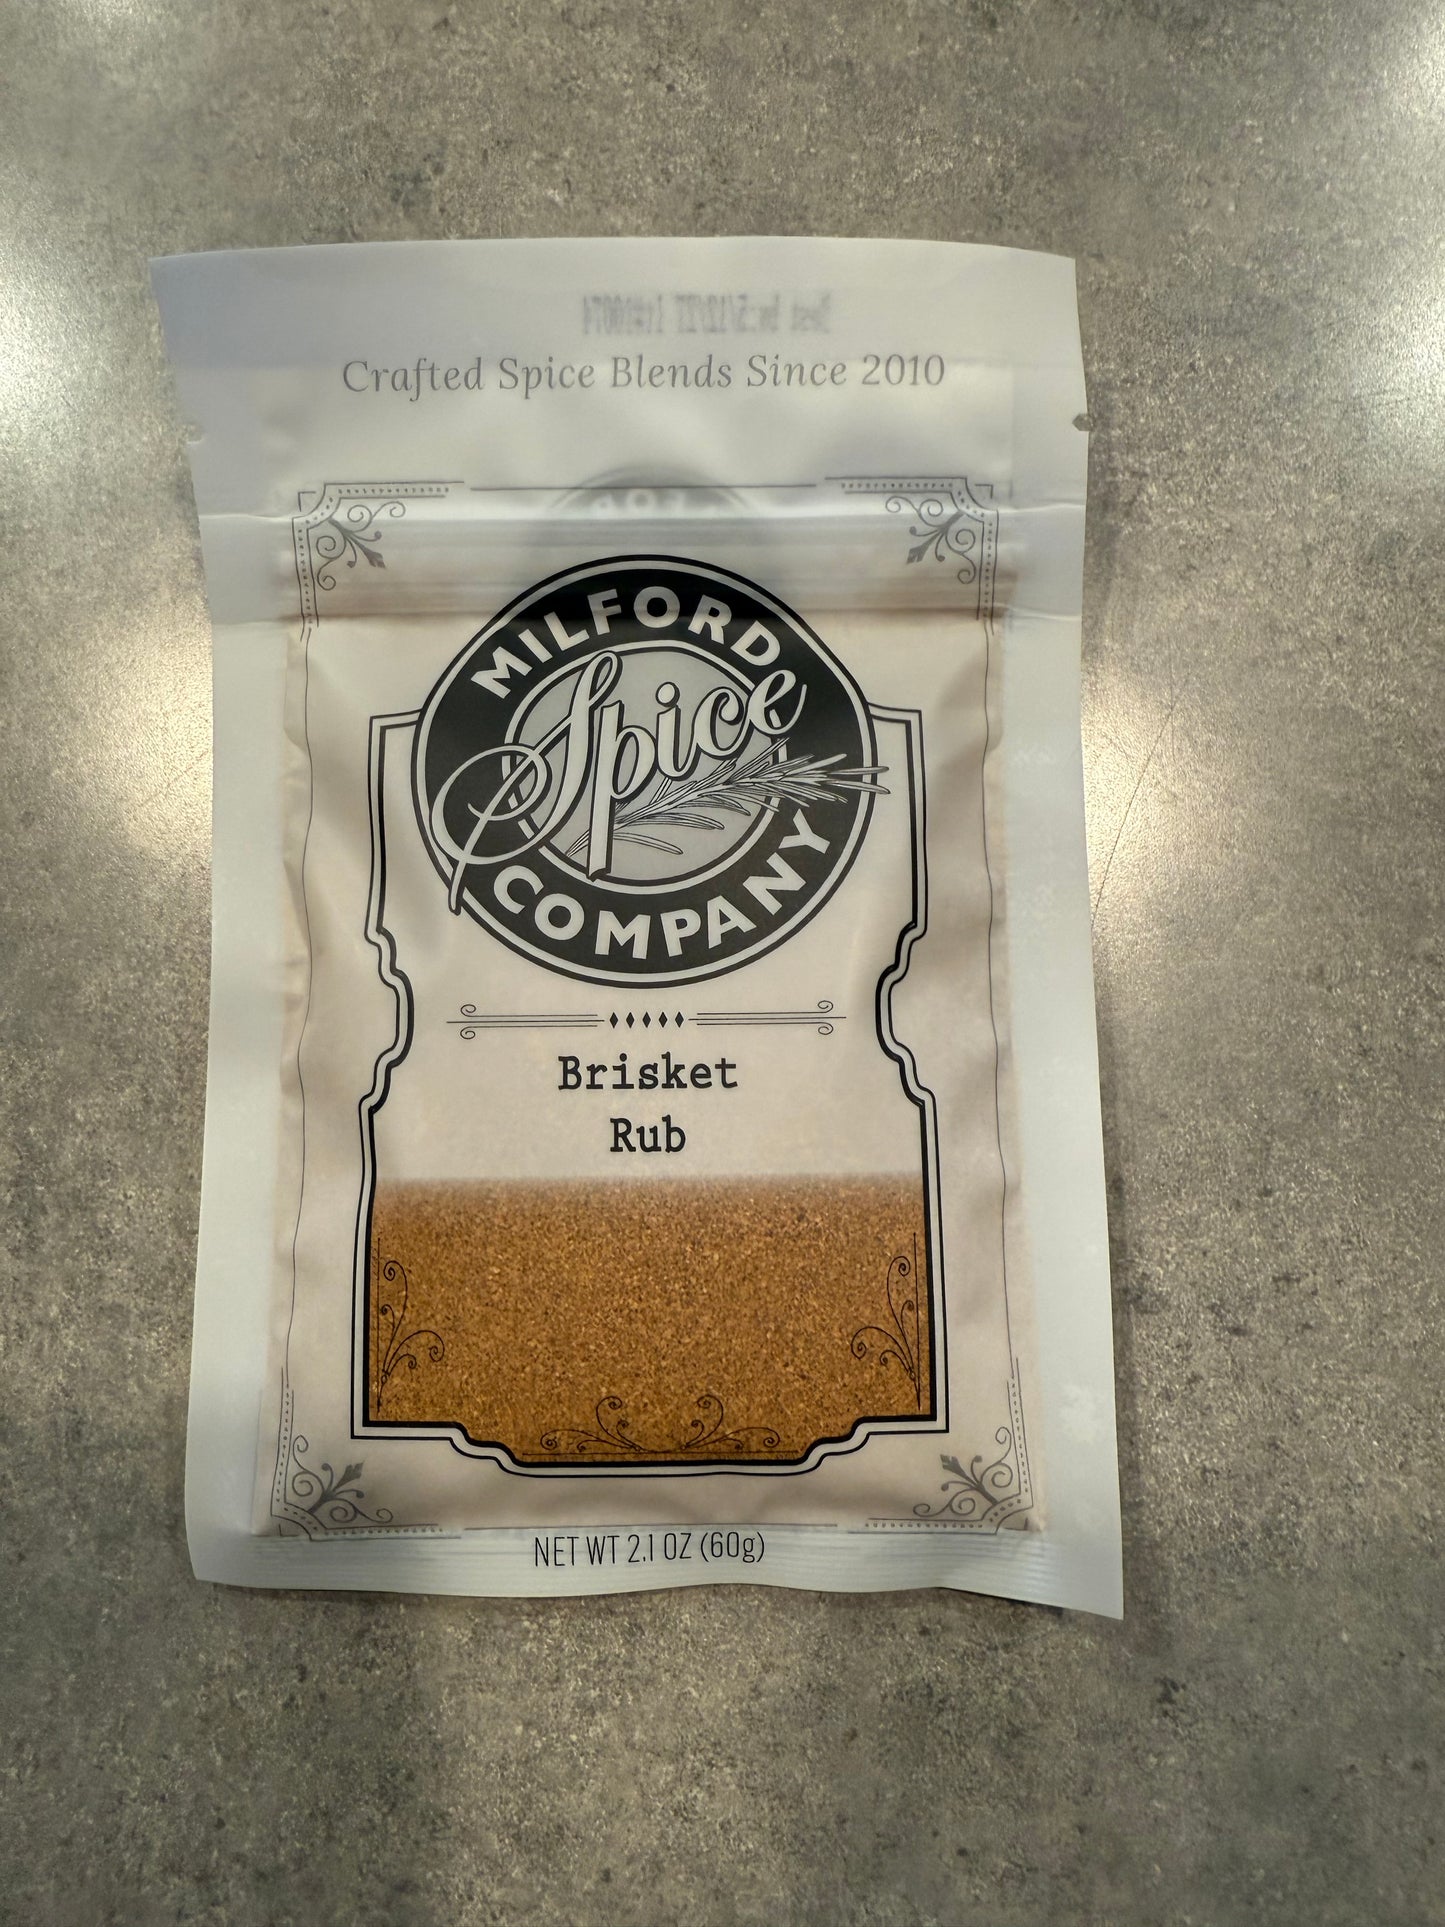 Crafted Spice Blends Since 2010
MILFORD
Spice
COMPANY
Brisket
Rub
NET WT 2.1 OZ (60g)